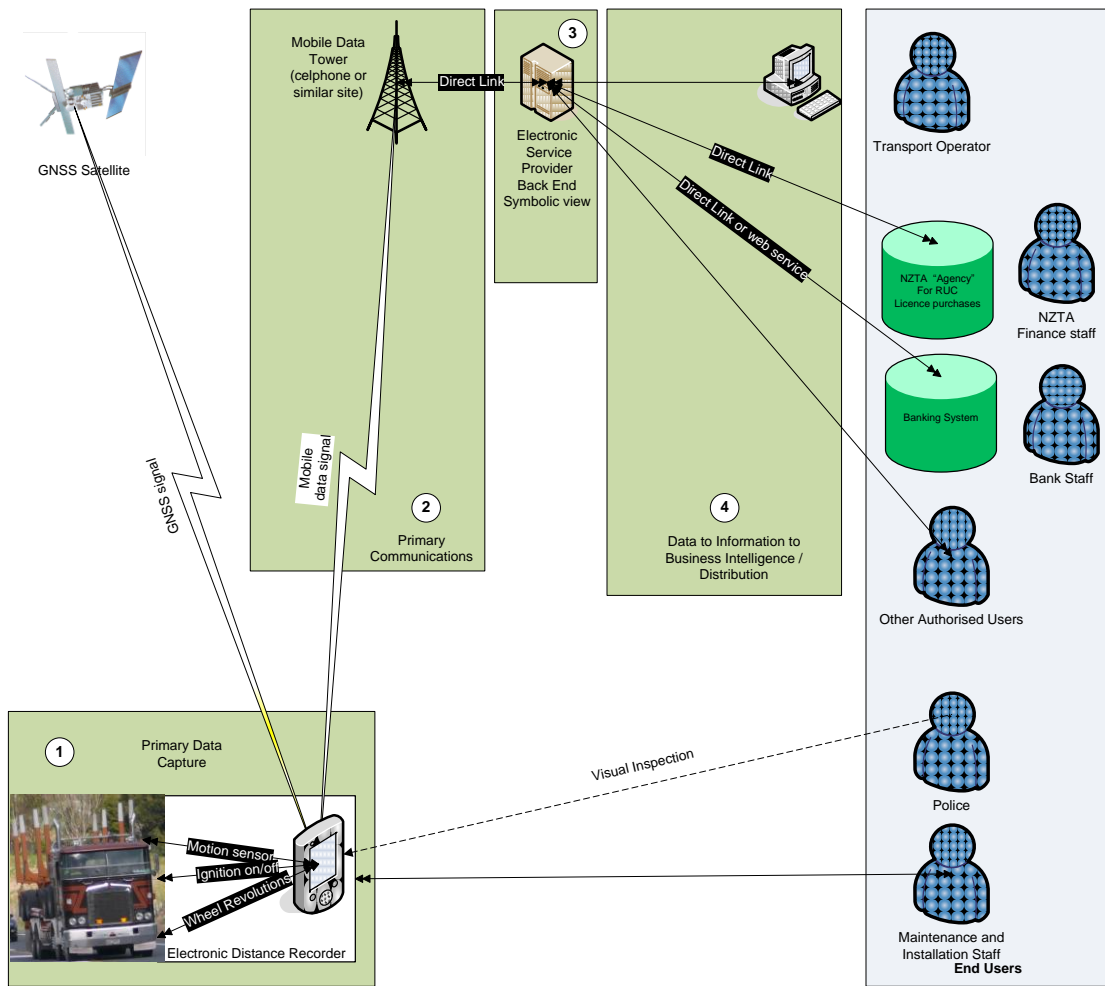 GNSS Satellite
Mobile Data
Tower
(celphone or
similar site)
Direct Link
3
Electronic
Service
Provider
Back End
Symbolic view
Direct Link
Direct Link or web service
Transport Operator
NZTA "Agency"
For RUC
Licence purchases
NZTA
Finance staff
Banking System
Bank Staff
GNSS signal
Mobile
data signal
2
Primary
Communications
4
Data to Information to
Business Intelligence /
Distribution
Other Authorised Users
1
Primary Data
Capture
Motion sensor
Ignition on/off
Wheel Revolutions
Electronic Distance Recorder
Visual Inspection
Police
Maintenance and
Installation Staff
End Users